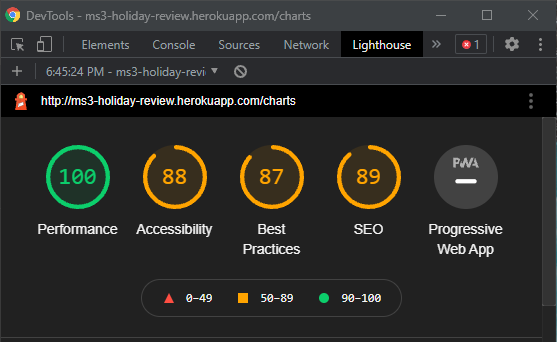 DevTools - ms3-holiday-review.herokuapp.com/charts
Elements Console Sources Network Lighthouse » 1
+ 6:45:24 PM - ms3-holiday-revi
http://ms3-holiday-review.herokuapp.com/charts
100 88 87 89 PWA
Performance Accessibility Best SEO Progressive
Practices Web App
0–49 50–89 90–100